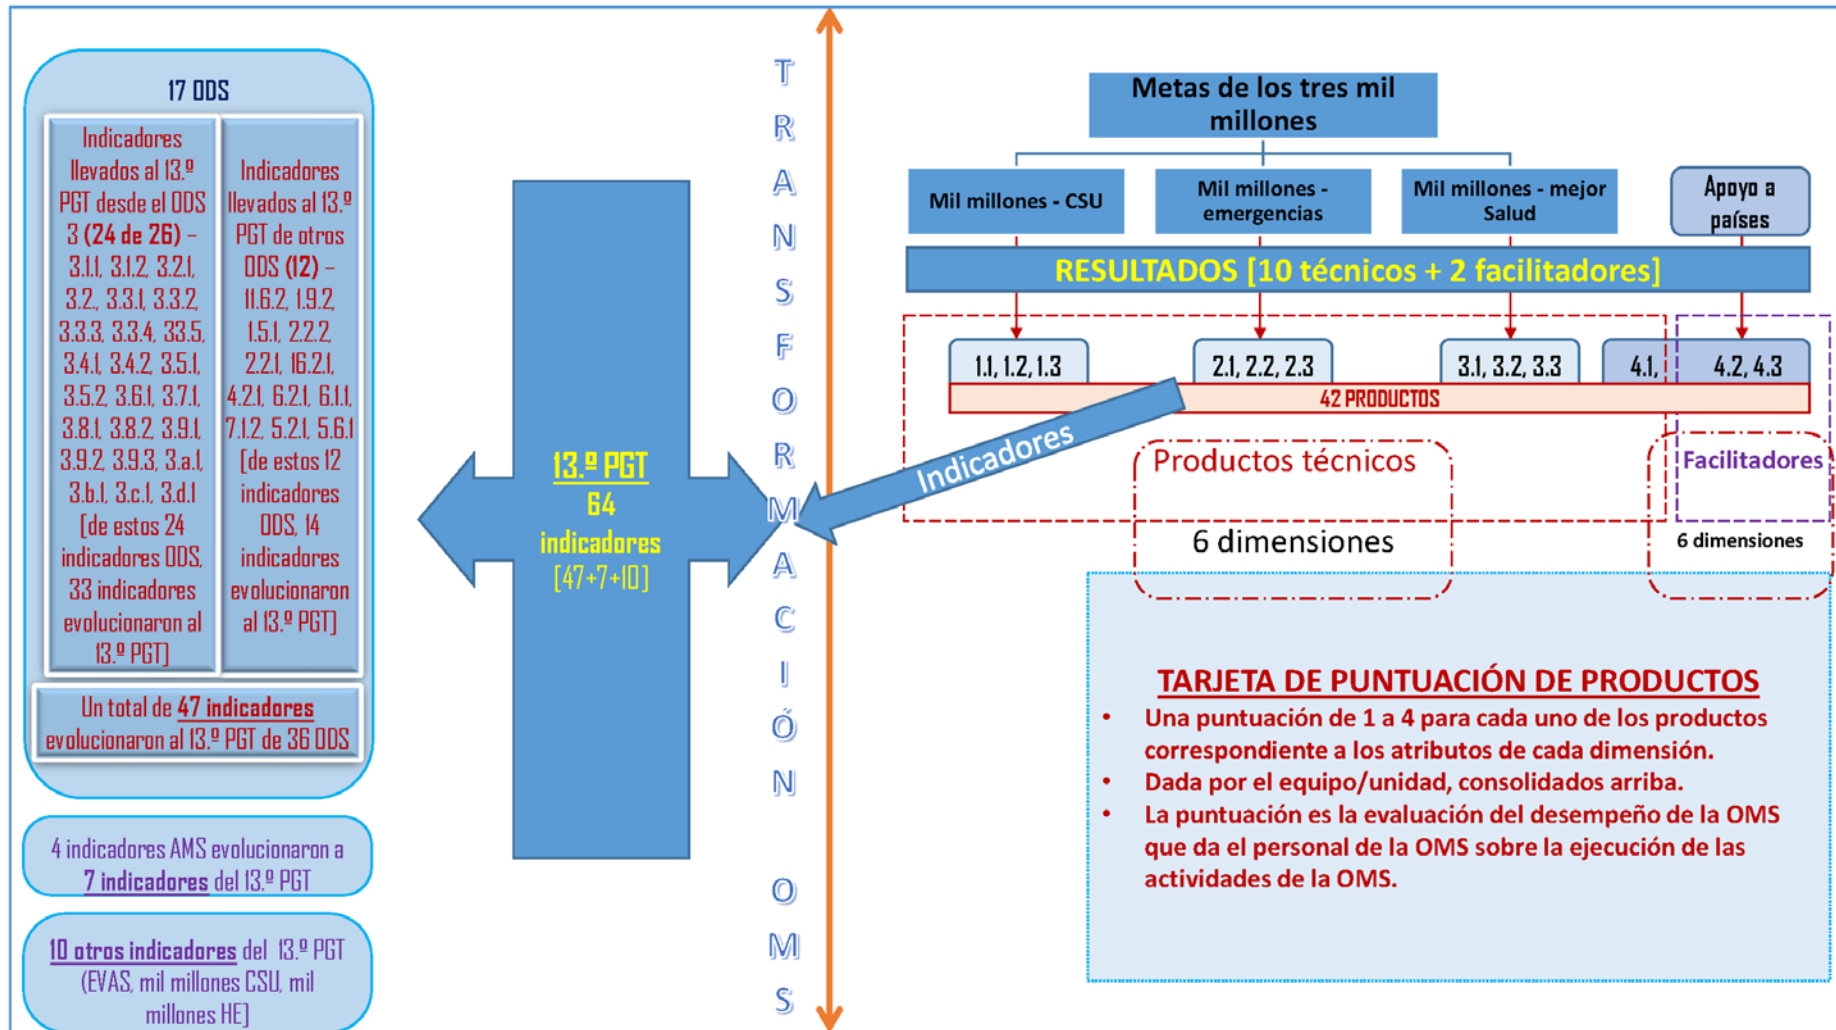 17 ODS
Indicadores
llevados al 13.º
PGT desde el ODS
3 (24 de 26) –
3.1.1, 3.1.2, 3.2.1,
3.2., 3.3.1, 3.3.2,
3.3.3, 3.3.4, 33.5,
3.4.1, 3.4.2, 3.5.1,
3.5.2, 3.6.1, 3.7.1,
3.8.1, 3.8.2, 3.9.1,
3.9.2, 3.9.3, 3.a.1,
3.b.1, 3.c.1, 3.d.1
[de estos 24
indicadores ODS,
33 indicadores
evolucionaron al
13.º PGT]
Indicadores
llevados al 13.º
PGT de otros
ODS (12) –
11.6.2, 1.9.2,
1.5.1, 2.2.2,
2.2.1, 16.2.1,
4.2.1, 6.2.1, 6.1.1,
7.1.2, 5.2.1, 5.6.1
[de estos 12
indicadores
ODS, 14
indicadores
evolucionaron
al 13.º PGT]
Un total de 47 indicadores
evolucionaron al 13.º PGT de 36 ODS
4 indicadores AMS evolucionaron a
7 indicadores del 13.º PGT
10 otros indicadores del 13.º PGT
(EVAS, mil millones CSU, mil
millones HE]
13.º PGT
64
indicadores
[47+7+10]
TRANSFORMACIÓN OMS
Metas de los tres mil
millones
Mil millones - CSU
Mil millones -
emergencias
Mil millones - mejor
Salud
Apoyo a
países
RESULTADOS [10 técnicos + 2 facilitadores]
1.1, 1.2, 1.3
2.1, 2.2, 2.3
3.1, 3.2, 3.3
4.1,
4.2, 4.3
42 PRODUCTOS
Indicadores
Productos técnicos
6 dimensiones
Facilitadores
6 dimensiones
TARJETA DE PUNTUACIÓN DE PRODUCTOS
• Una puntuación de 1 a 4 para cada uno de los productos
correspondiente a los atributos de cada dimensión.
• Dada por el equipo/unidad, consolidados arriba.
• La puntuación es la evaluación del desempeño de la OMS
que da el personal de la OMS sobre la ejecución de las
actividades de la OMS.